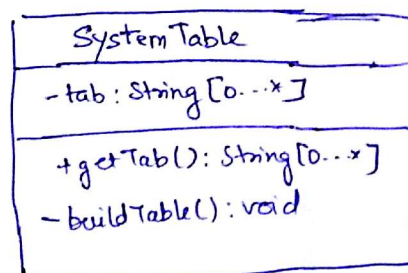 SystemTable
- tab : String [0...*]
+ getTab() : String [0...*]
- buildTable() : void